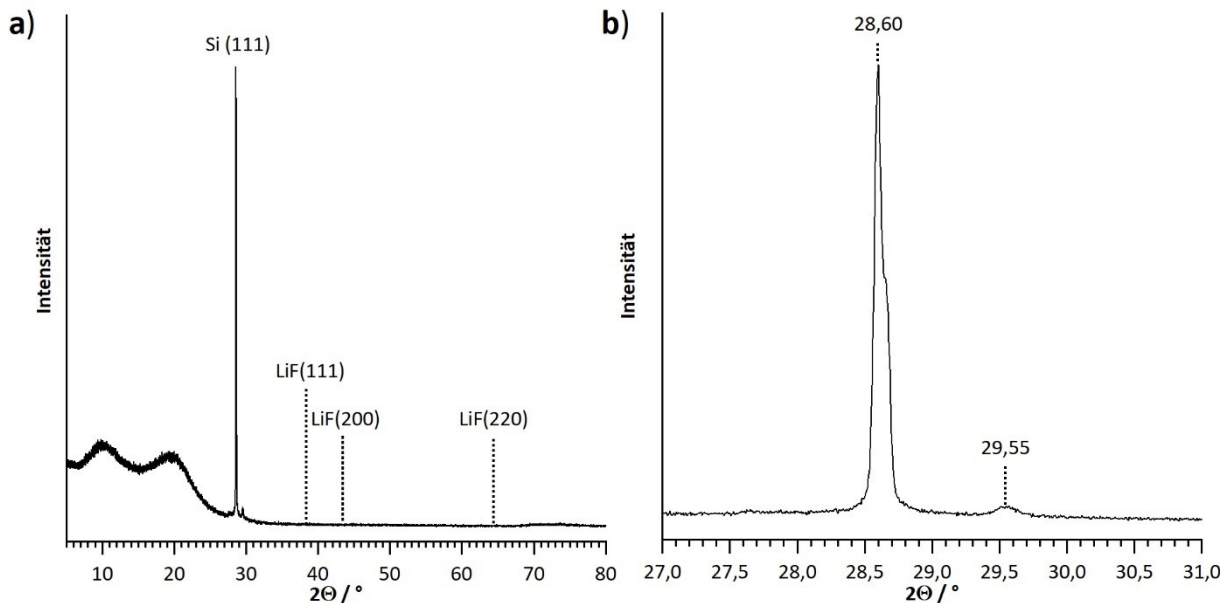 a)
Si (111)
LiF(111)
LiF(200)
LiF(220)
Intensität
10 20 30 40 50 60 70 80
2Θ / °
b)
28,60
29,55
Intensität
27,0 27,5 28,0 28,5 29,0 29,5 30,0 30,5 31,0
2Θ / °